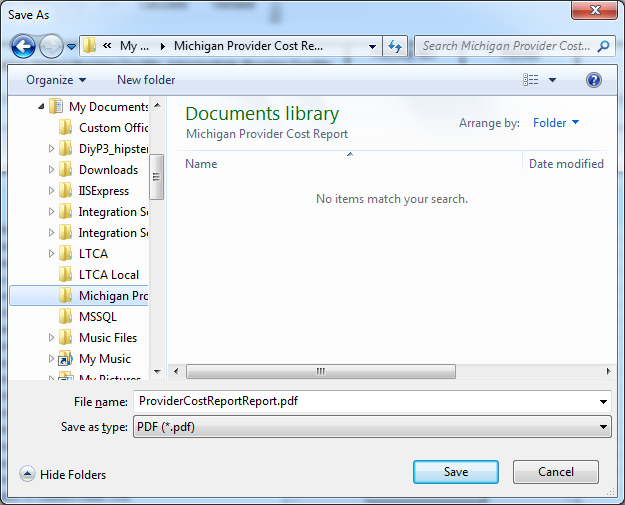 Save As
« My ... ▸ Michigan Provider Cost Re... ▸
Search Michigan Provider Cost...
Organize New folder
My Documents
Custom Offic
DiyP3_hipster
Downloads
IISExpress
Integration Se
Integration Se
LTCA
LTCA Local
Michigan Pro
MSSQL
Music Files
My Music
My Pictures
Documents library
Michigan Provider Cost Report
Arrange by: Folder
Name Date modified
No items match your search.
File name: ProviderCostReportReport.pdf
Save as type: PDF (*.pdf)
Hide Folders Save Cancel